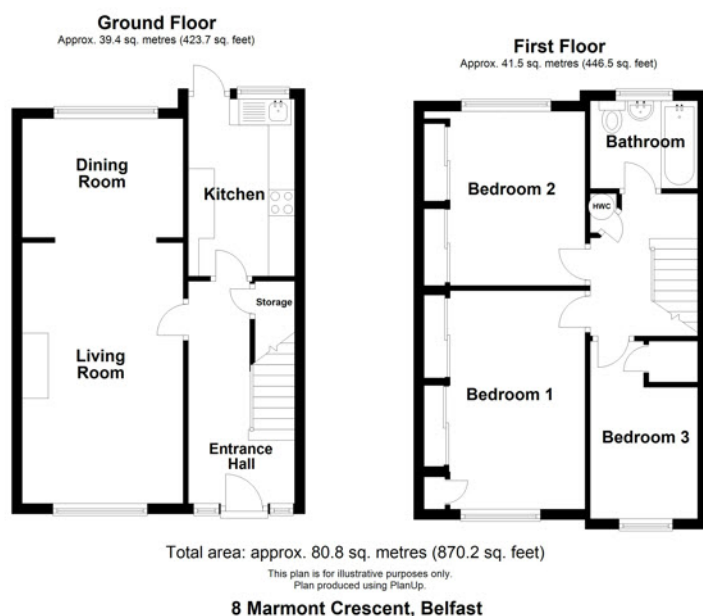 Ground Floor
Approx. 39.4 sq. metres (423.7 sq. feet)
Dining
Room
Kitchen
Storage
Living
Room
Entrance
Hall
First Floor
Approx. 41.5 sq. metres (446.5 sq. feet)
Bathroom
Bedroom 2
HWC
Bedroom 1
Bedroom 3
Total area: approx. 80.8 sq. metres (870.2 sq. feet)
This plan is for illustrative purposes only.
Plan produced using PlanUp.
8 Marmont Crescent, Belfast